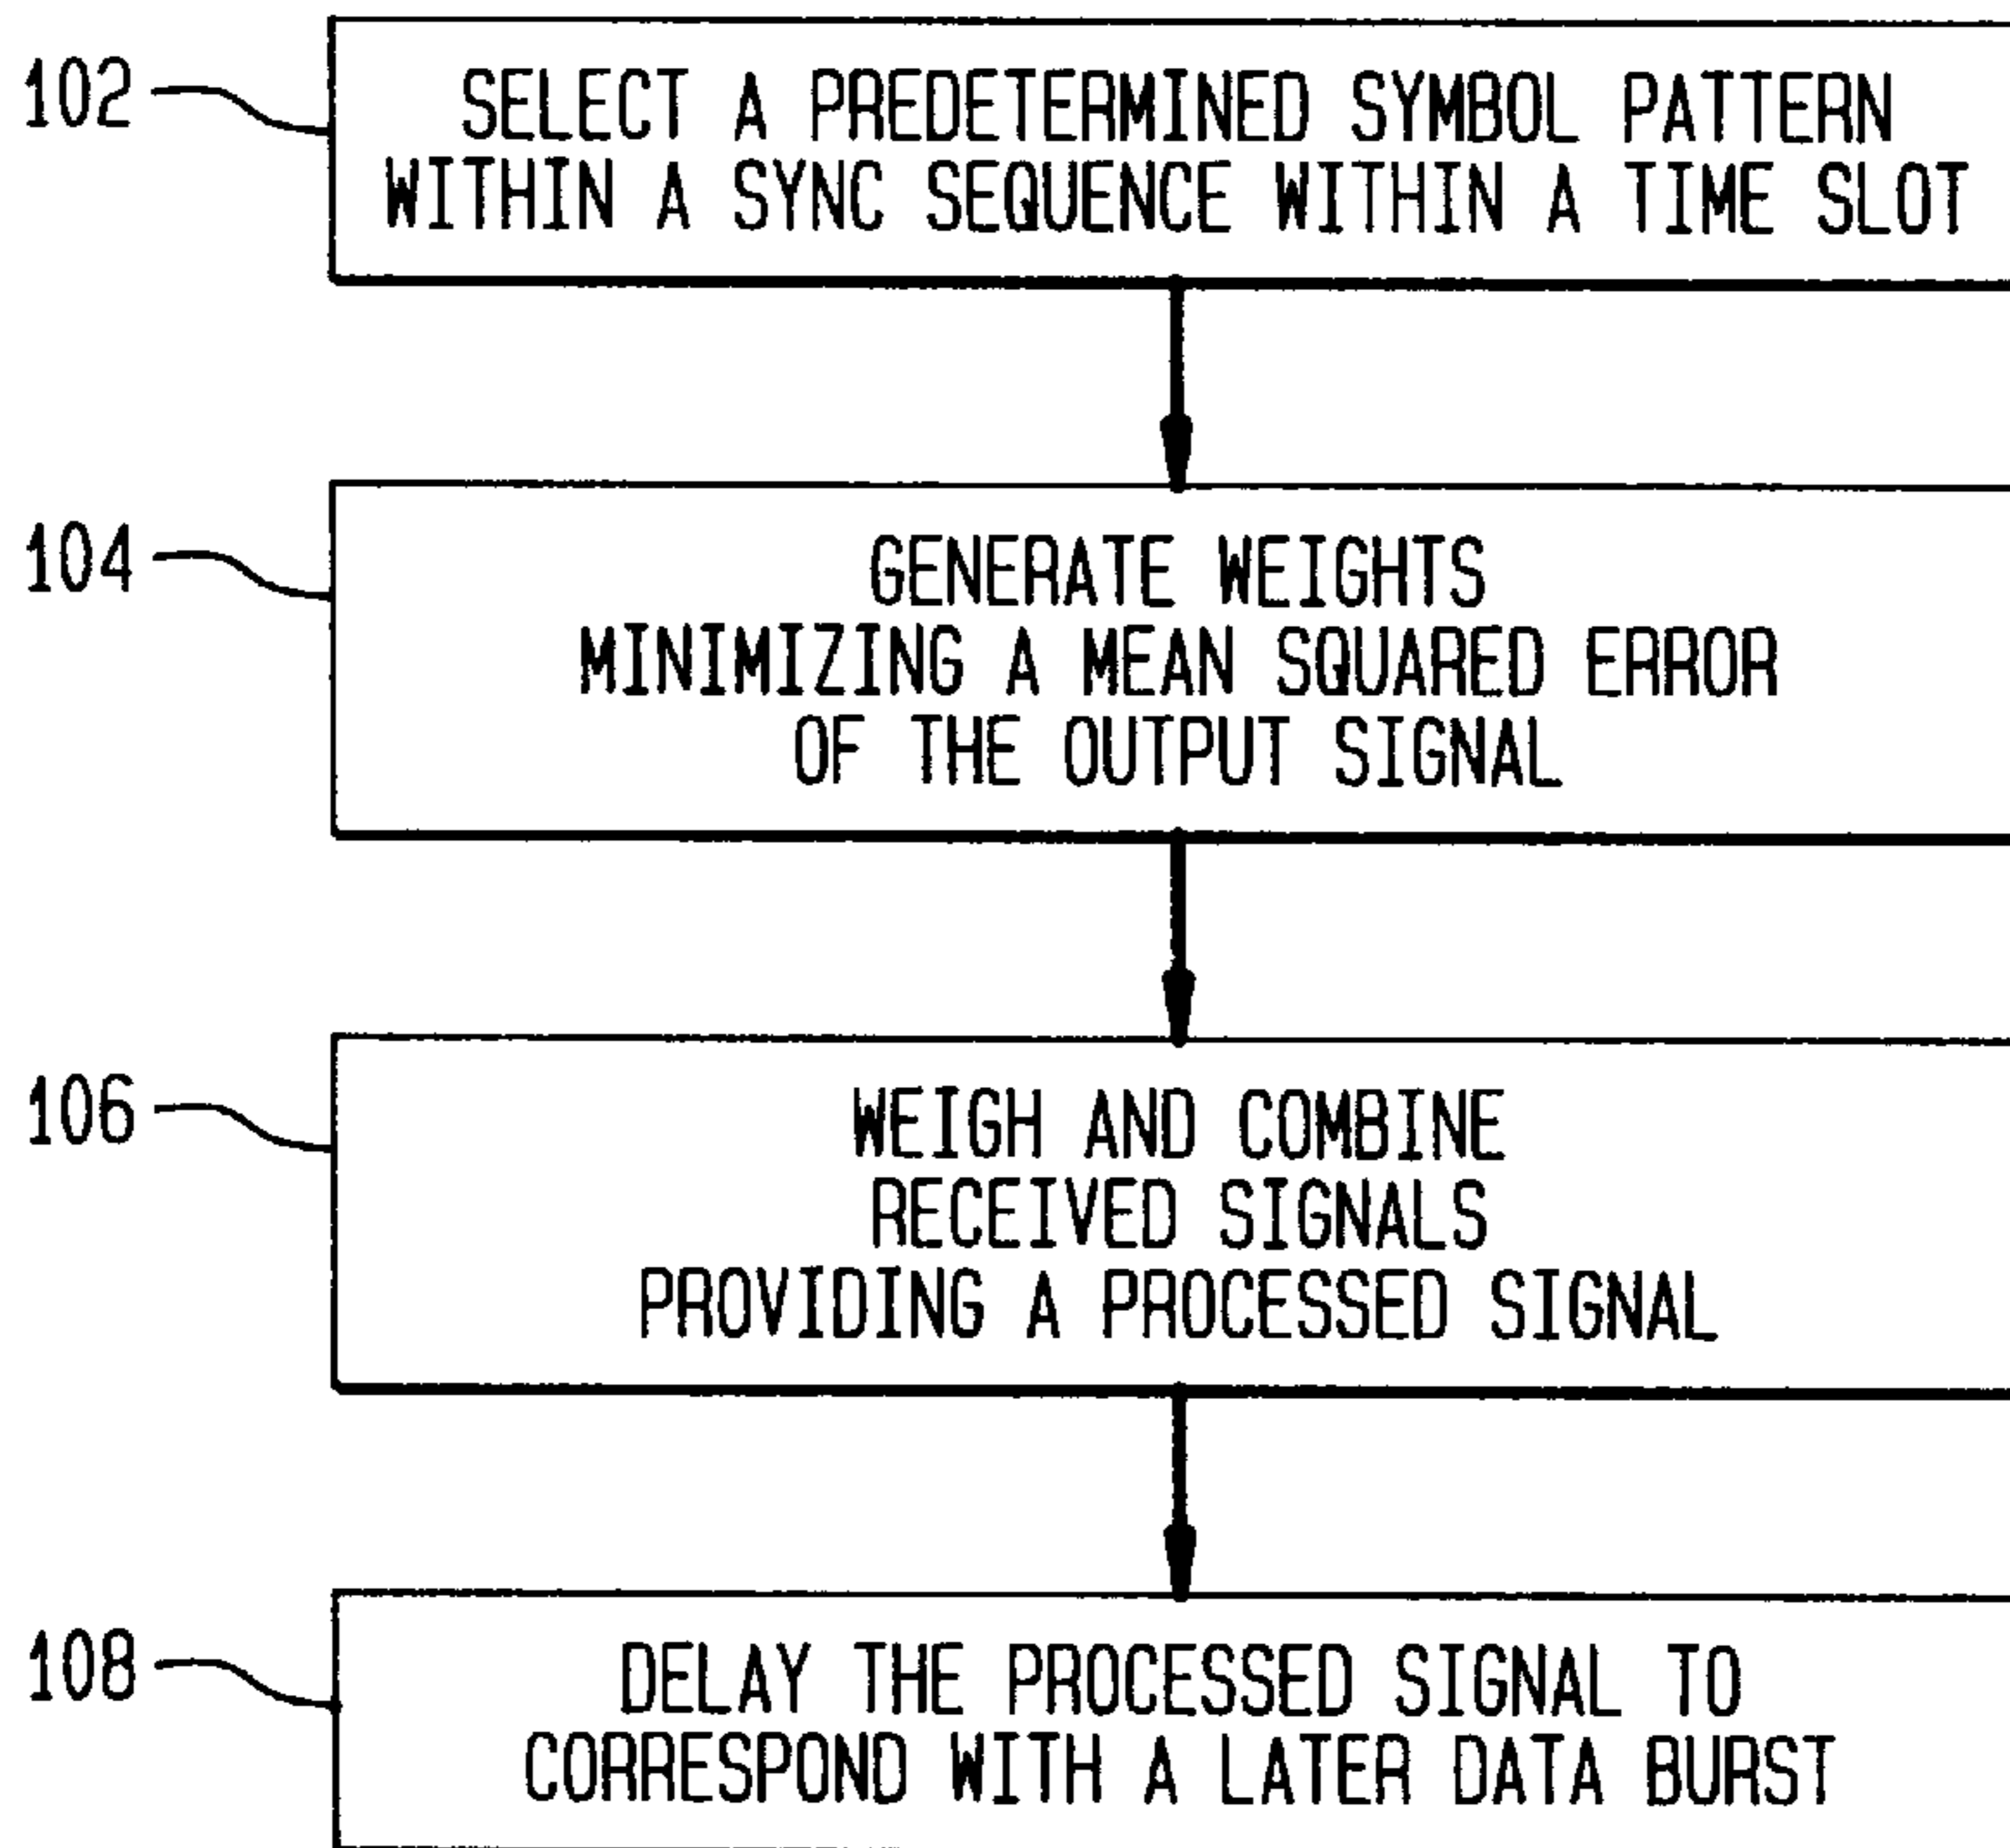 102
SELECT A PREDETERMINED SYMBOL PATTERN
WITHIN A SYNC SEQUENCE WITHIN A TIME SLOT
104
GENERATE WEIGHTS
MINIMIZING A MEAN SQUARED ERROR
OF THE OUTPUT SIGNAL
106
WEIGH AND COMBINE
RECEIVED SIGNALS
PROVIDING A PROCESSED SIGNAL
108
DELAY THE PROCESSED SIGNAL TO
CORRESPOND WITH A LATER DATA BURST